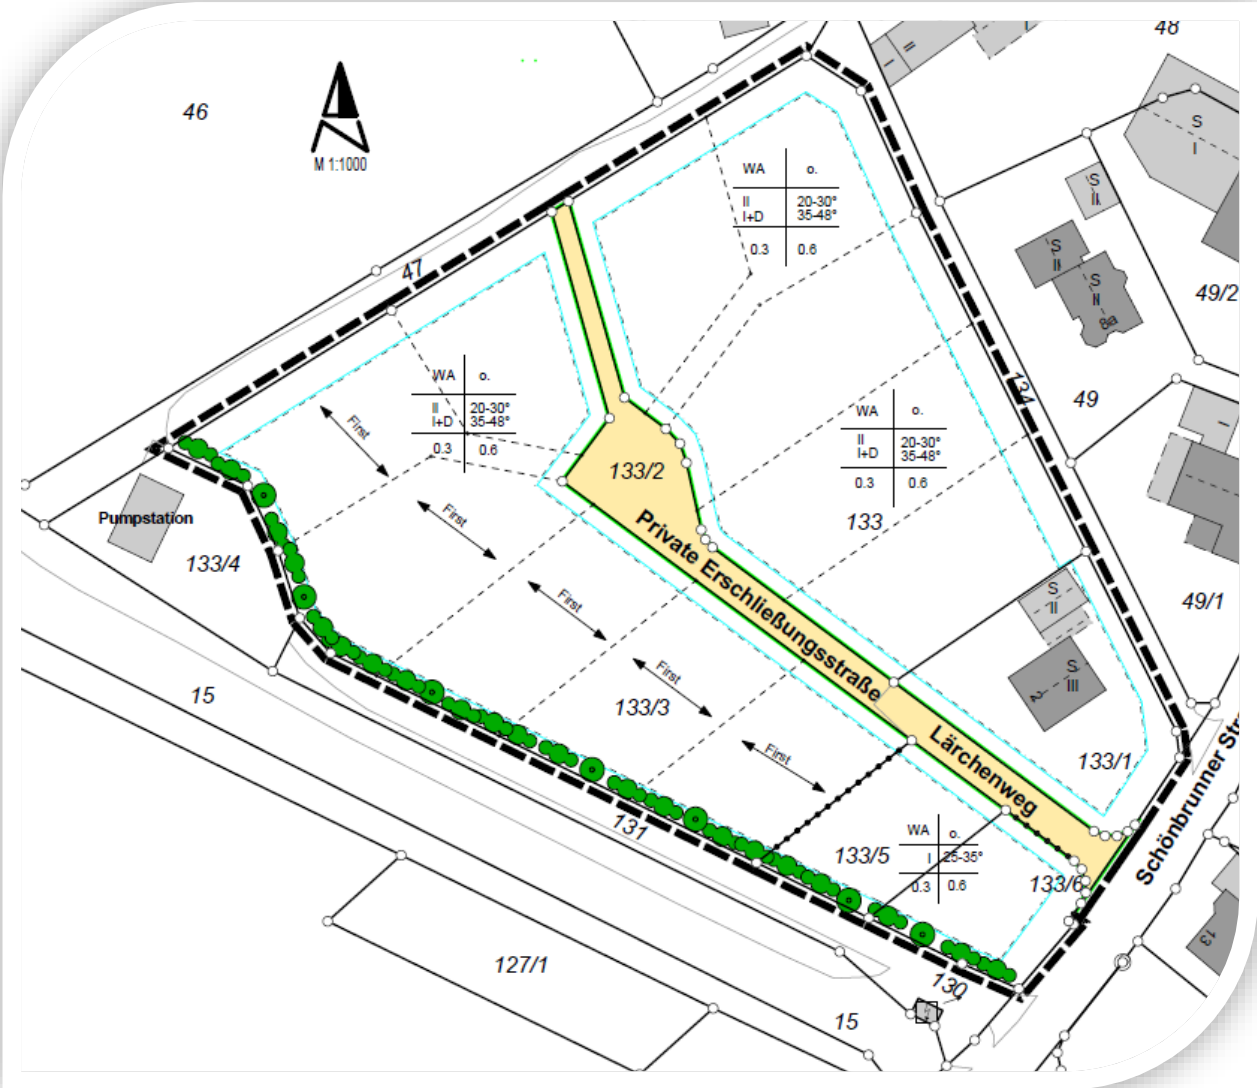 48
46
M 1:1000
S
I
II
I
WA o.
II 20-30°
I+D 35-48°
0.3 0.6
S
II
S
II
S
8a
47
49/2
WA o.
II 20-30°
I+D 35-48°
0.3 0.6
First
134
49
WA o.
II 20-30°
I+D 35-48°
0.3 0.6
I
133/2
133
Pumpstation
First
133/4
Private Erschließungsstraße
First
S
II
49/1
S
III
2
First
15
133/3
First
Lärchenweg
133/1
Schönbrunner Str
131
WA o.
I 25-35°
0.3 0.6
133/5
133/6
13
127/1
130
15